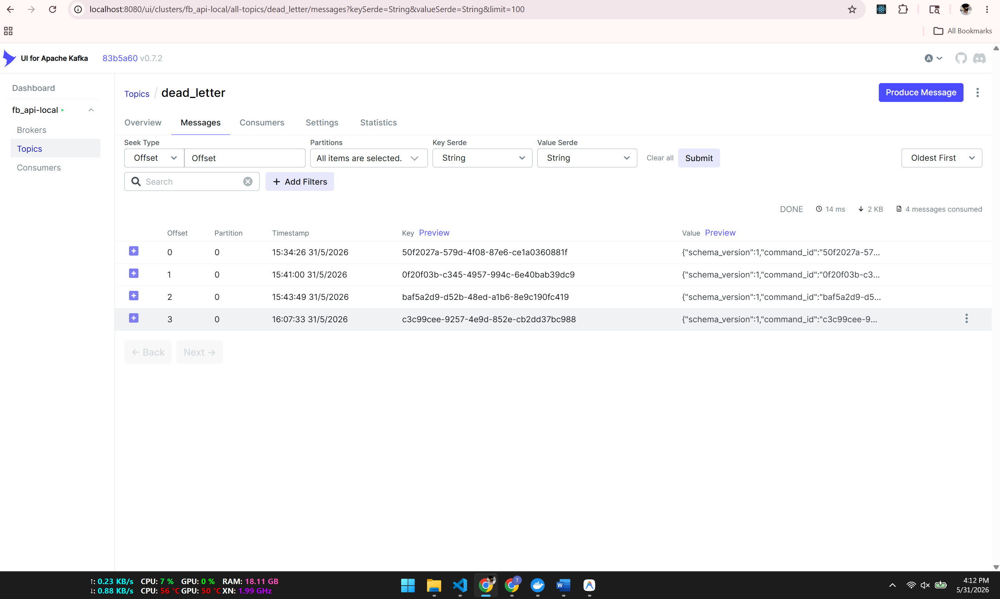 localhost:8080/ui/clusters/fb_api-local/all-topics/dead_letter/messages?keySerde=String&valueSerde=String&limit=100
All Bookmarks
UI for Apache Kafka 83b5a60 v0.7.2 A
Dashboard
fb_api-local
Brokers
Topics
Consumers
Topics / dead_letter
Produce Message
Overview Messages Consumers Settings Statistics
Seek Type Partitions Key Serde Value Serde
Offset Offset All items are selected. String String Clear all Submit Oldest First
Search + Add Filters
DONE 14 ms 2 KB 4 messages consumed
Offset Partition Timestamp Key Preview Value Preview
0 0 15:34:26 31/5/2026 50f2027a-579d-4f08-87e6-ce1a0360881f {"schema_version":1,"command_id":"50f2027a-57...
1 0 15:41:00 31/5/2026 0f20f03b-c345-4957-994c-6e40bab39dc9 {"schema_version":1,"command_id":"0f20f03b-c3...
2 0 15:43:49 31/5/2026 baf5a2d9-d52b-48ed-a1b6-8e9c190fc419 {"schema_version":1,"command_id":"baf5a2d9-d5...
3 0 16:07:33 31/5/2026 c3c99cee-9257-4e9d-852e-cb2dd37bc988 {"schema_version":1,"command_id":"c3c99cee-9...
← Back Next →
↑: 0.23 KB/s CPU: 7 % GPU: 0 % RAM: 18.11 GB
↓: 0.88 KB/s CPU: 56 °C GPU: 50 °C XN: 1.99 GHz
T
W
4:12 PM
5/31/2026